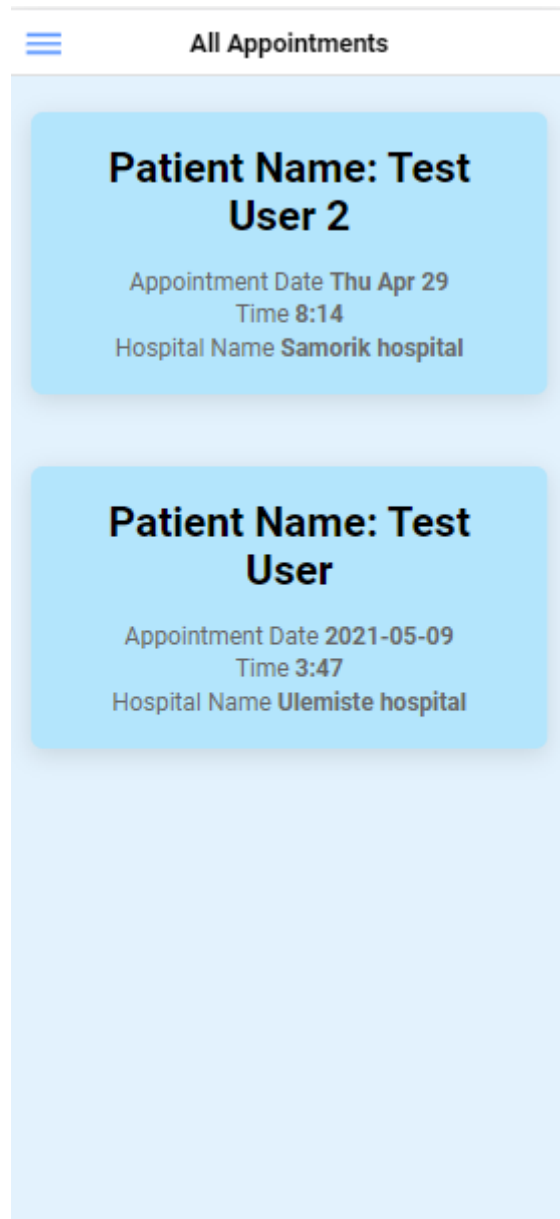 All Appointments
Patient Name: Test
User 2
Appointment Date Thu Apr 29
Time 8:14
Hospital Name Samorik hospital
Patient Name: Test
User
Appointment Date 2021-05-09
Time 3:47
Hospital Name Ulemiste hospital